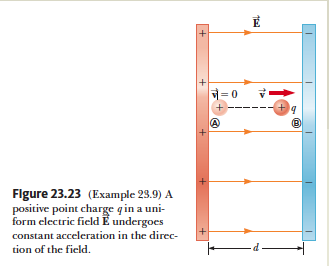 E
v = 0
v
q
A
B
d
Figure 23.23 (Example 23.9) A
positive point charge q in a uni-
form electric field E undergoes
constant acceleration in the direc-
tion of the field.